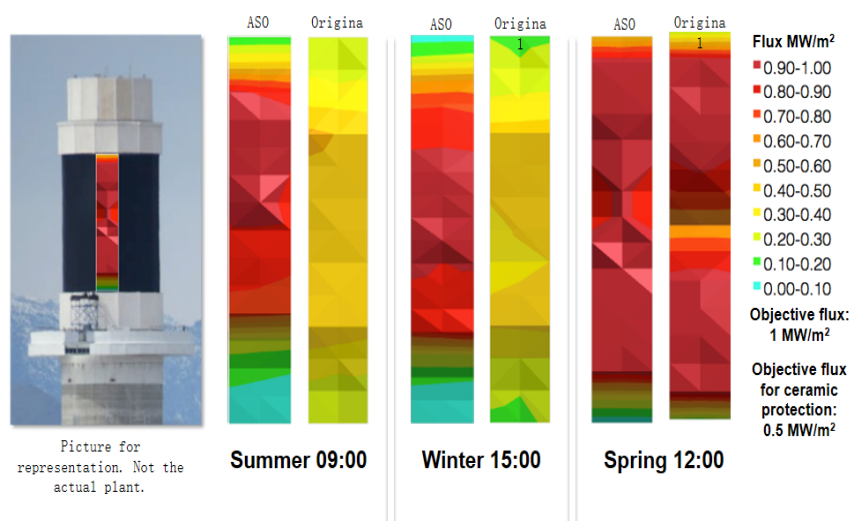 ASO Origina ASO Origina ASO Origina
1 1
Flux MW/m²
0.90-1.00
0.80-0.90
0.70-0.80
0.60-0.70
0.50-0.60
0.40-0.50
0.30-0.40
0.20-0.30
0.10-0.20
0.00-0.10
Objective flux:
1 MW/m²
Objective flux
for ceramic
protection:
0.5 MW/m²
Picture for
representation. Not the
actual plant.
Summer 09:00 Winter 15:00 Spring 12:00